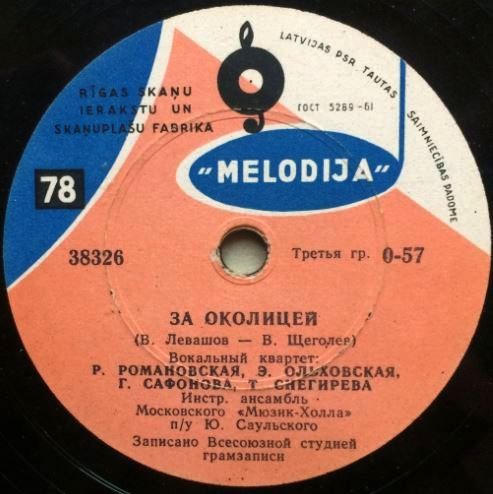 RĪGAS SKAŅU
IERAKSTU UN
SKAŅUPLAŠU FABRIKA
LATVIJAS PSR TAUTAS
SAIMNIECĪBAS PADOME
ГОСТ 5289-61
"MELODIJA"
78
38326
Третья гр. 0-57
ЗА ОКОЛИЦЕЙ
(В. Левашов — В. Щеголев)
Вокальный квартет:
Р. РОМАНОВСКАЯ, Э. ОЛЬХОВСКАЯ,
Г. САФОНОВА, Т. СНЕГИРЕВА
Инстр. ансамбль
Московского «Мюзик-Холла»
п/у Ю. Саульского
Записано Всесоюзной студией
грамзаписи